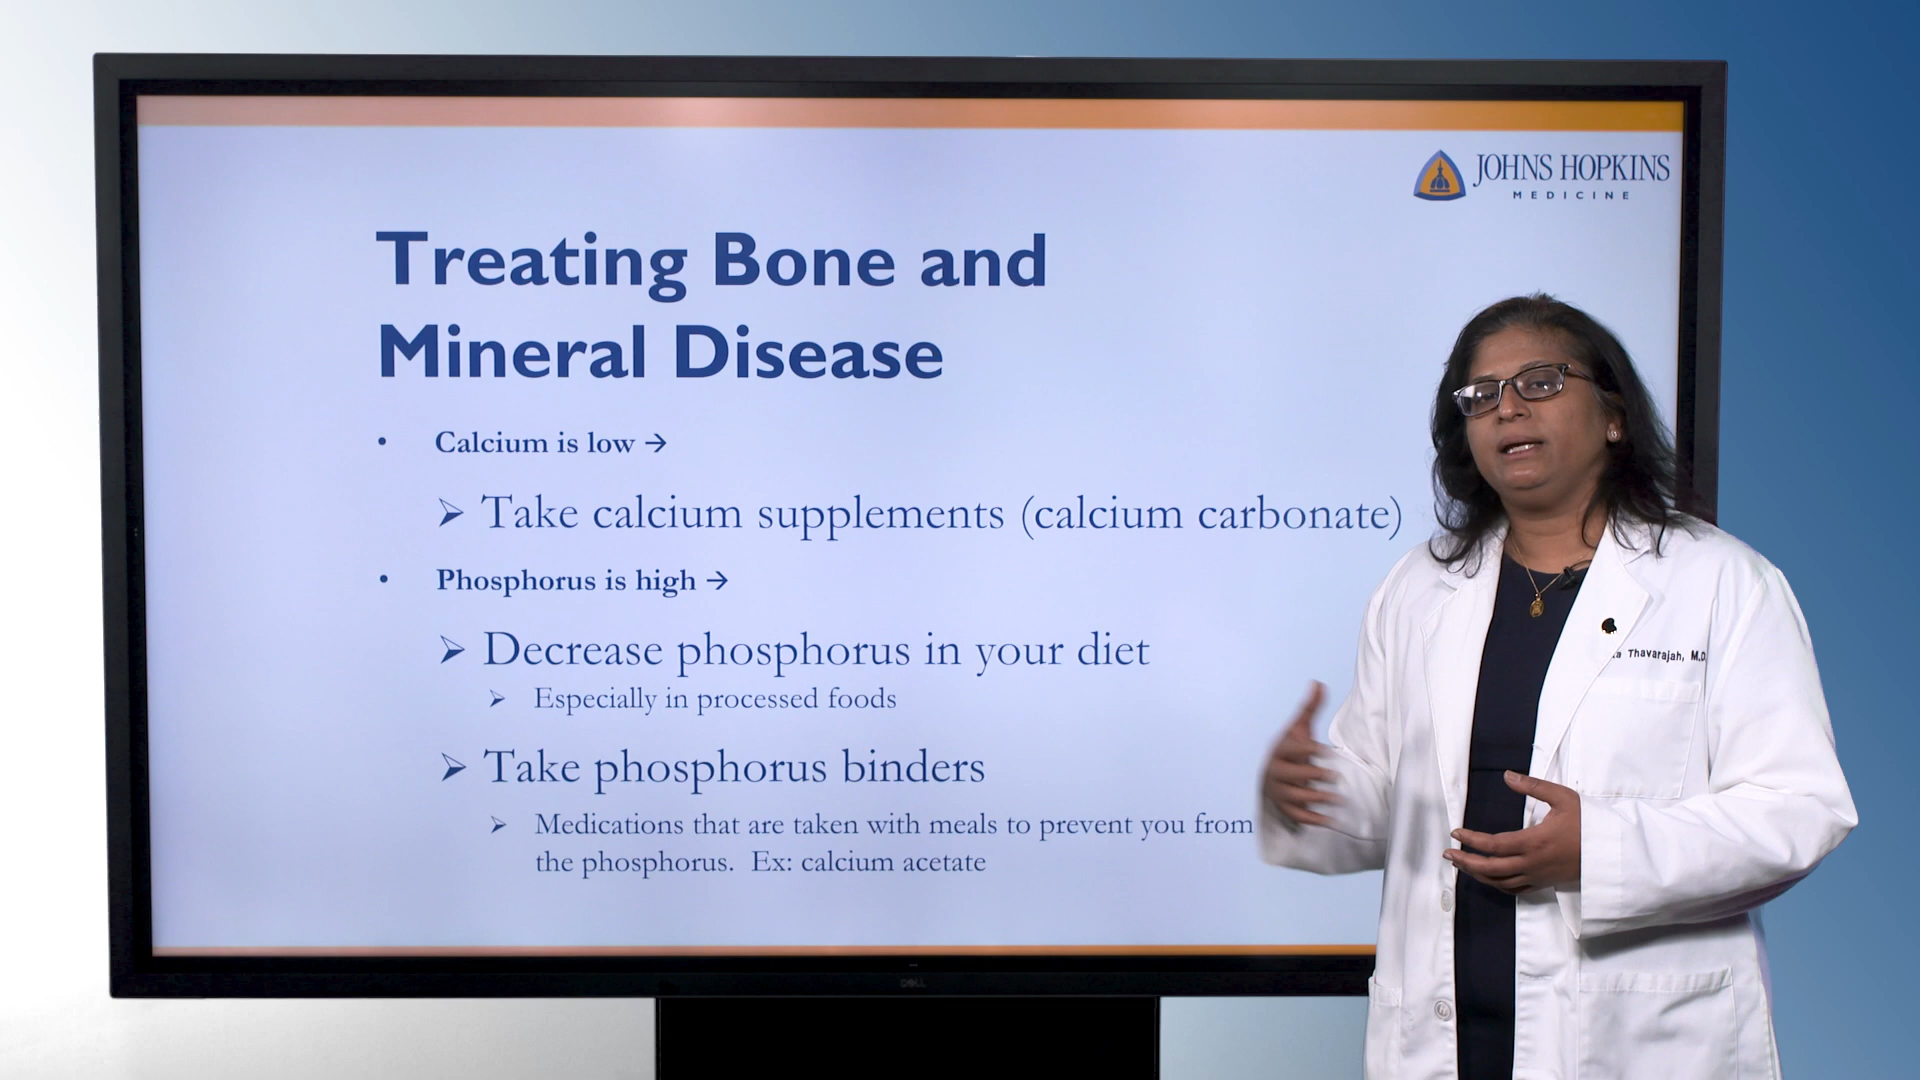 JOHNS HOPKINS
MEDICINE
Treating Bone and
Mineral Disease
• Calcium is low →
➢ Take calcium supplements (calcium carbonate)
• Phosphorus is high →
➢ Decrease phosphorus in your diet
➢ Especially in processed foods
➢ Take phosphorus binders
➢ Medications that are taken with meals to prevent you from
the phosphorus. Ex: calcium acetate
Thavarajah, M.D.
DELL